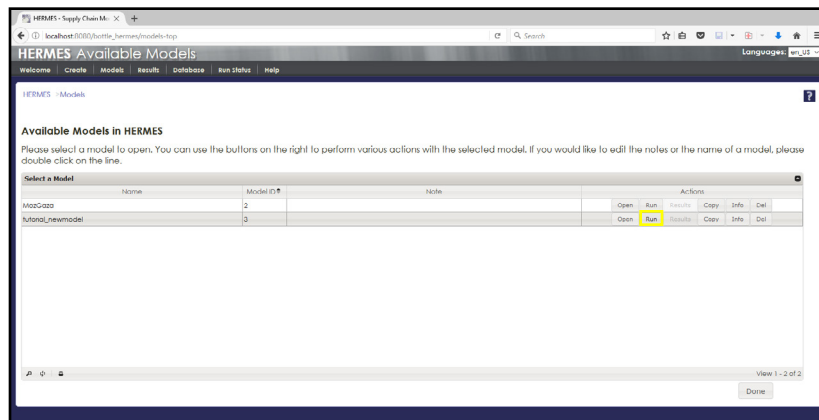 HERMES - Supply Chain Mo
localhost:8080/bottle_hermes/models-top
Search
HERMES Available Models
Languages: en_US
Welcome Create Models Results Database Run Status Help
HERMES >Models
?
Available Models in HERMES
Please select a model to open. You can use the buttons on the right to perform various actions with the selected model. If you would like to edit the notes or the name of a model, please
double click on the line.
Select a Model
Name Model ID Note Actions
MozGaza 2 Open Run Results Copy Info Del
tutorial_newmodel 3 Open Run Results Copy Info Del
View 1 - 2 of 2
Done